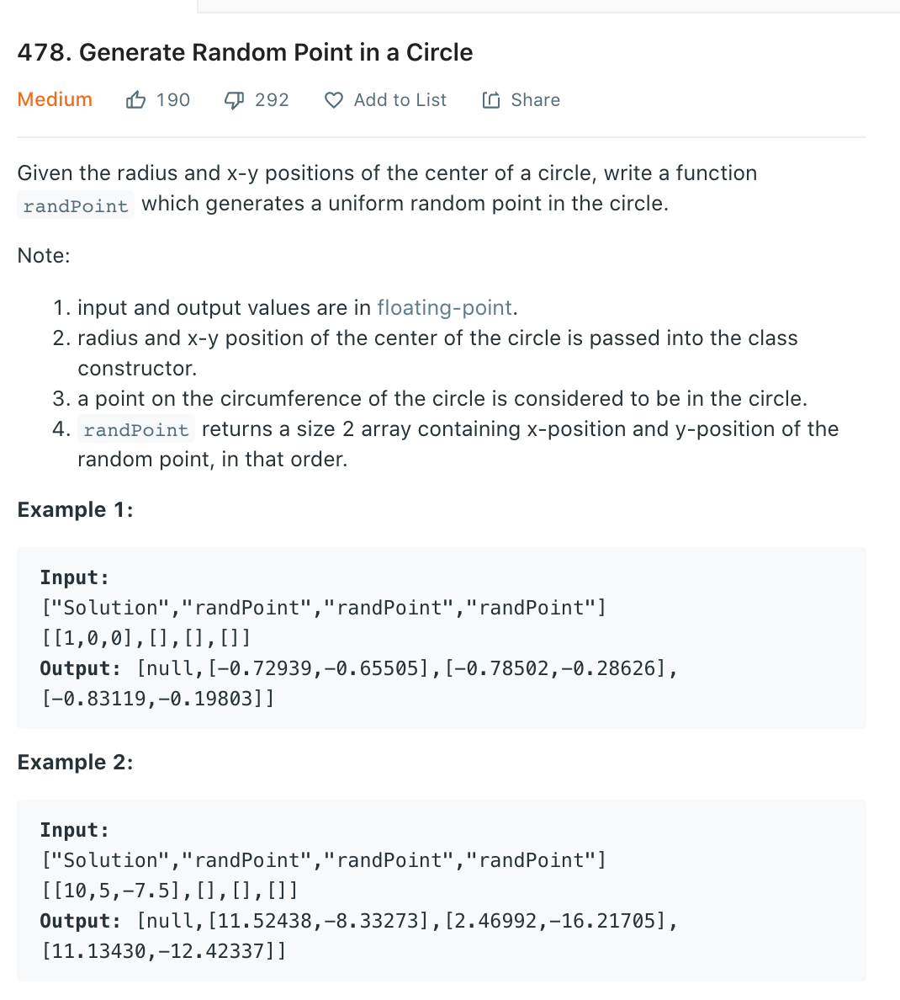 478. Generate Random Point in a Circle
Medium 190 292 Add to List Share
Given the radius and x-y positions of the center of a circle, write a function
randPoint which generates a uniform random point in the circle.
Note:
1. input and output values are in floating-point.
2. radius and x-y position of the center of the circle is passed into the class
constructor.
3. a point on the circumference of the circle is considered to be in the circle.
4. randPoint returns a size 2 array containing x-position and y-position of the
random point, in that order.
Example 1:
Input:
["Solution","randPoint","randPoint","randPoint"]
[[1,0,0],[],[],[]]
Output: [null,[-0.72939,-0.65505],[-0.78502,-0.28626],
[-0.83119,-0.19803]]
Example 2:
Input:
["Solution","randPoint","randPoint","randPoint"]
[[10,5,-7.5],[],[],[]]
Output: [null,[11.52438,-8.33273],[2.46992,-16.21705],
[11.13430,-12.42337]]